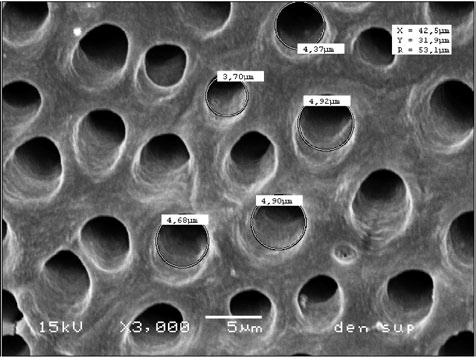 X = 42,5µm
Y = 31,9µm
R = 53,1µm
4,37µm
3,70µm
4,92µm
4,90µm
4,68µm
15kV X3,000 5µm den sup